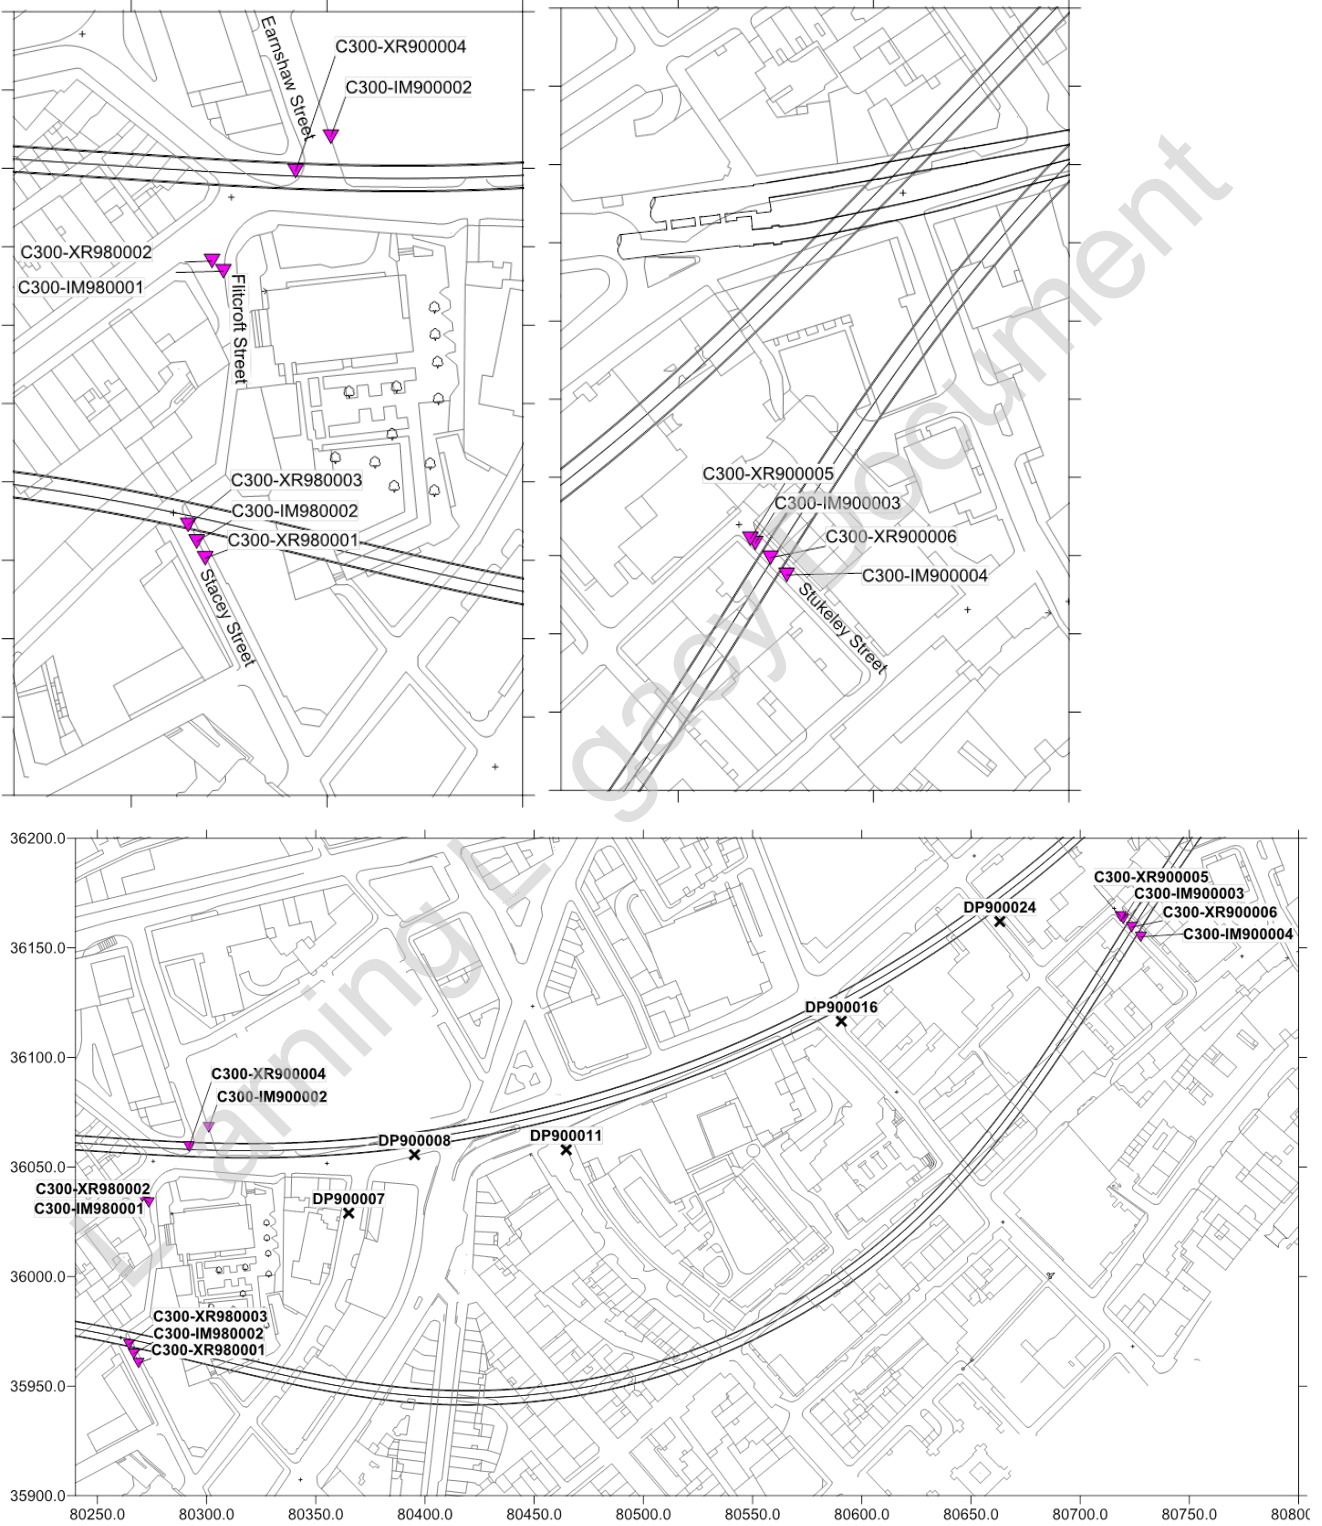 Earnshaw Street
C300-XR900004
C300-IM900002
C300-XR980002
C300-IM980001
Flitcroft Street
C300-XR980003
C300-IM980002
C300-XR980001
Stacey Street
C300-XR900005
C300-IM900003
C300-XR900006
C300-IM900004
Stukeley Street
36200.0
36150.0
36100.0
36050.0
36000.0
35950.0
35900.0
C300-XR900005
C300-IM900003
C300-XR900006
C300-IM900004
DP900024
DP900016
C300-XR900004
C300-IM900002
DP900008
DP900011
C300-XR980002
C300-IM980001
DP900007
C300-XR980003
C300-IM980002
C300-XR980001
80250.0 80300.0 80350.0 80400.0 80450.0 80500.0 80550.0 80600.0 80650.0 80700.0 80750.0 80800
L arning L gacy Document